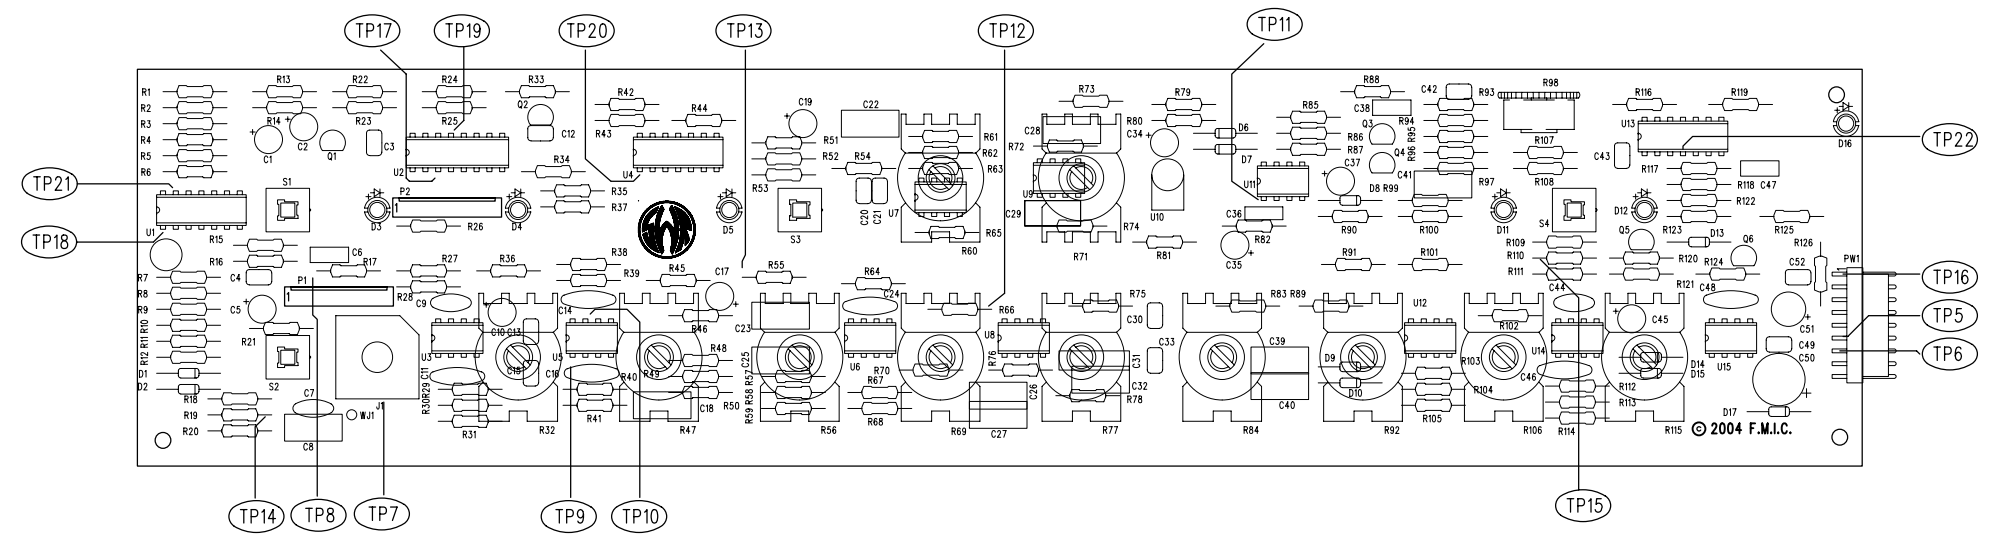 TP17 TP19 TP20 TP13 TP12 TP11
R1 R13 R22 R24 R33 R42 R44 C19 C22 R73 R79 R85 R88 C42 R93 R98 R116 R119
R2 R14 R23 R25 Q2 R43 R51 R61 C28 R80 C34 D6 C38 R94 U13 D16
R3 C1 C2 Q1 C3 C12 R52 R62 R72 D7 R86 Q3 R95 R107 C43 R117 TP22
R4 R34 R54 R63 R87 Q4 R96 R118 C47
R5 U2 U4 R53 U9 U11 C37 C41 R97 R108
R6 S1 P2 1 R35 C20 C21 U7 C29 U10 D8 R99 R122
TP21 R37 C36 S4 D12
U1 D3 R26 D4 D5 S3 R65 R74 R82 R90 R100 D11 Q5 R123 D13 R125
TP18 R15 C6 R38 R60 R71 R81 C35 R91 R101 R109 R120 Q6 R126
R16 R17 R27 R36 R39 R45 C17 R55 R64 R110 R124 C52 PW1
R7 C4 P1 1 R28 C9 R32 R47 C24 R66 R75 R83 R89 U12 R111 R121 C48 TP16
R8 C5 C10 C13 C14 R46 C23 U8 C30 R102 C44 C45 C51 TP5
R9 R10 R11 R12 R21 U3 C15 U5 C16 R48 C25 U6 R70 R76 C31 C33 C39 D9 R103 U14 D14 D15 U15 C49 TP6
D1 S2 C11 R40 R49 R57 R67 C26 C32 D10 R104 C46 R112 C50
D2 R18 C7 R29 R30 C18 R50 R58 R78 C40 R105 R113
R19 J1 WJ1 R41 R59 R68 D17
R20 C8 R31 R32 R47 R56 R69 C27 R77 R84 R92 R106 R114 R115 © 2004 F.M.I.C.
TP14 TP8 TP7 TP9 TP10 TP15